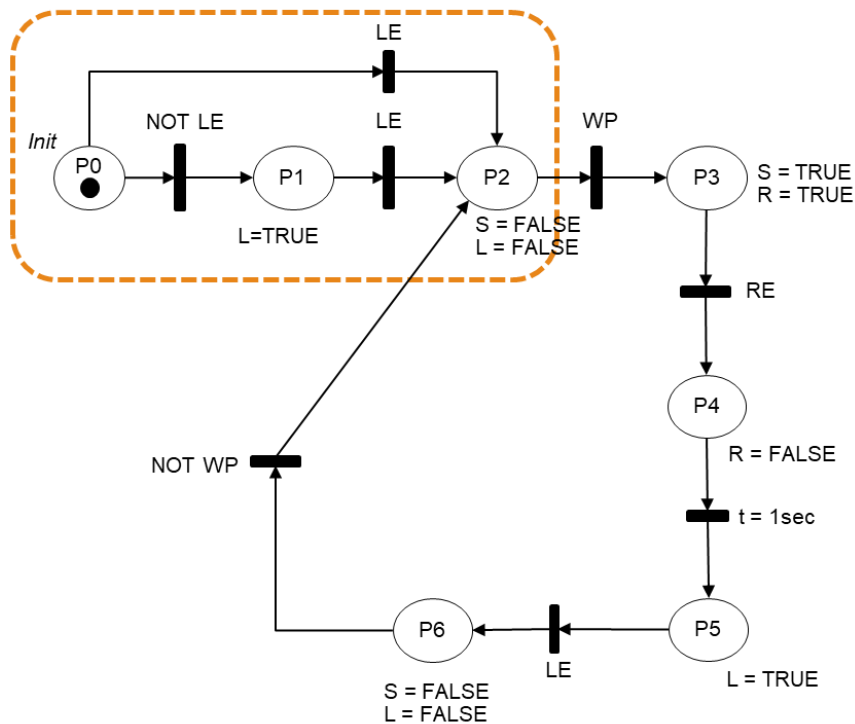 LE
Init
NOT LE
LE
WP
P0
P1
P2
P3
S = TRUE
R = TRUE
L=TRUE
S = FALSE
L = FALSE
RE
P4
R = FALSE
NOT WP
t = 1sec
P6
P5
LE
L = TRUE
S = FALSE
L = FALSE